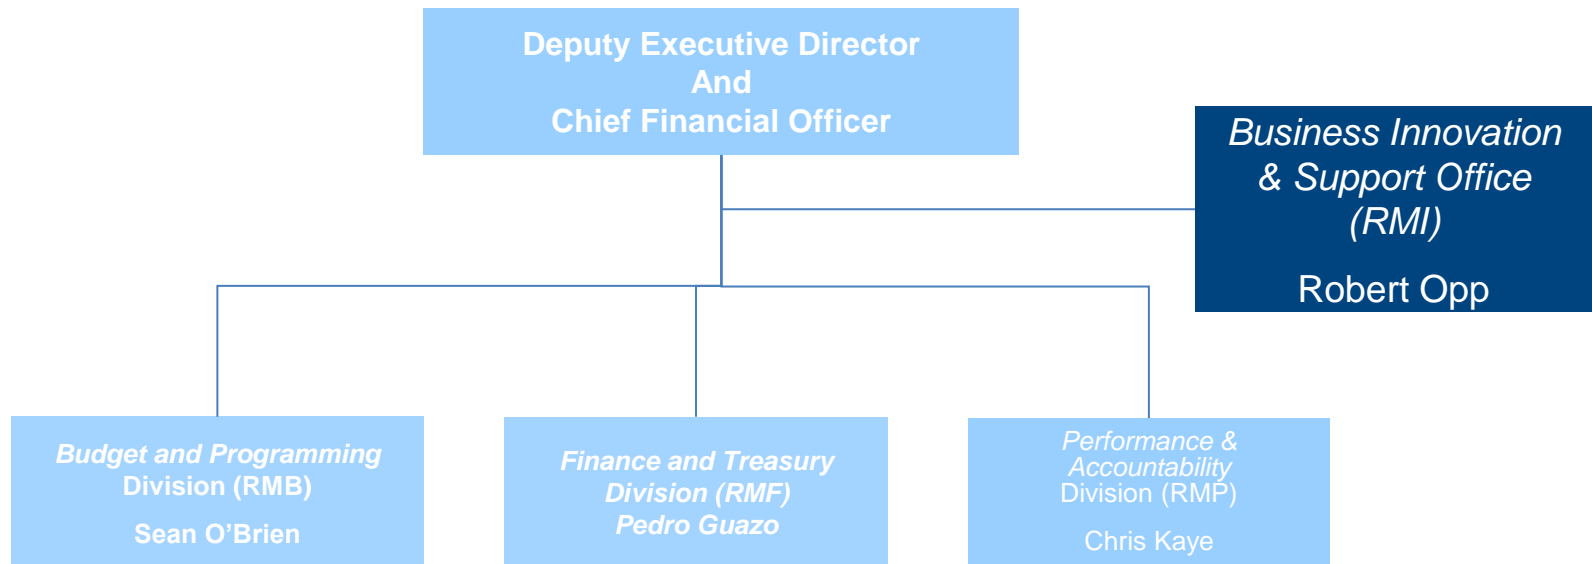 Deputy Executive Director
And
Chief Financial Officer
Business Innovation
& Support Office
(RMI)
Robert Opp
Budget and Programming
Division (RMB)
Sean O’Brien
Finance and Treasury
Division (RMF)
Pedro Guazo
Performance &
Accountability
Division (RMP)
Chris Kaye